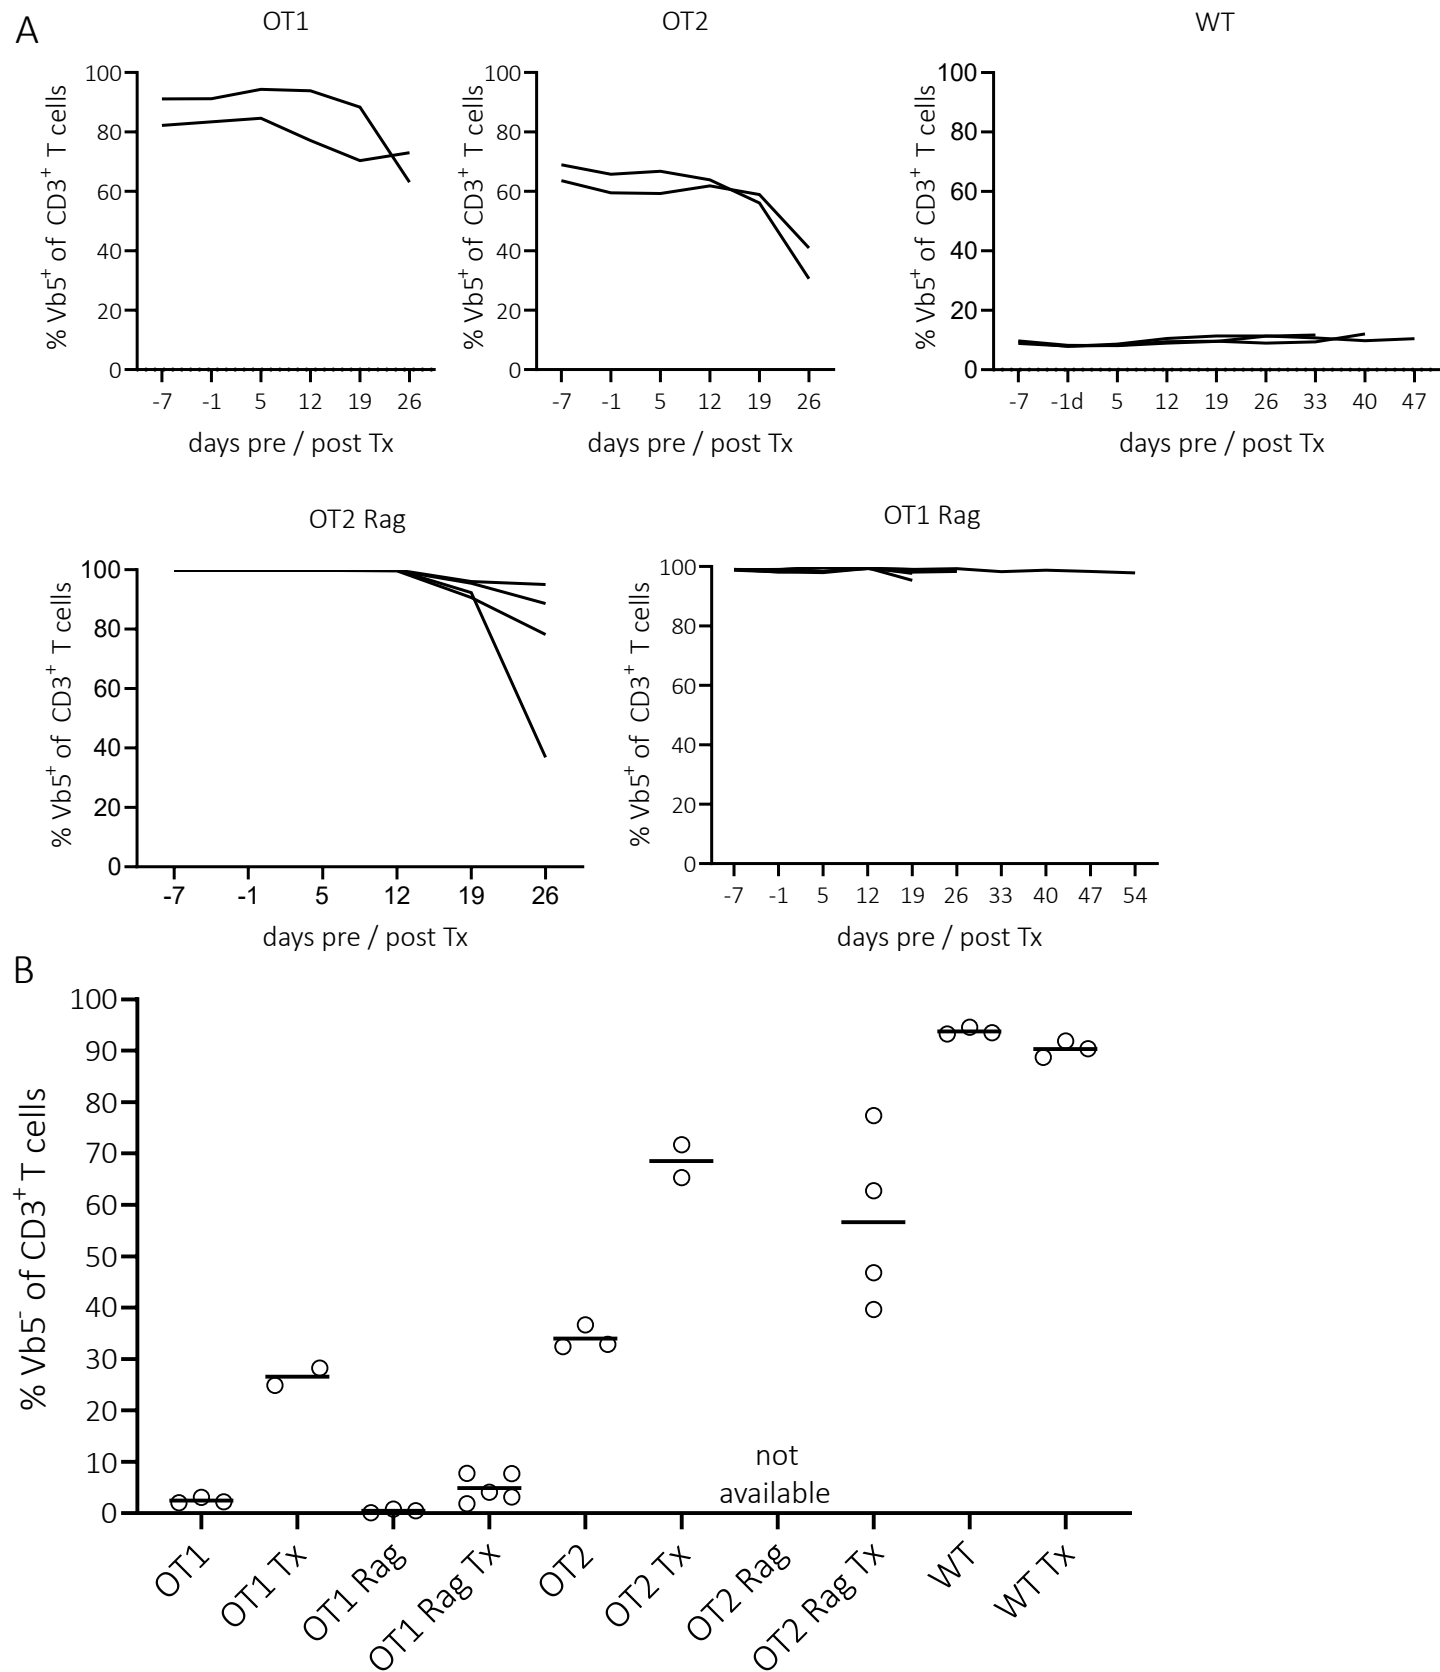 A
OT1
OT2
WT
% Vb5⁺ of CD3⁺ T cells
100
80
60
40
20
0
-7 -1 5 12 19 26
days pre / post Tx
% Vb5⁺ of CD3⁺ T cells
100
80
60
40
20
0
-7 -1 5 12 19 26
days pre / post Tx
% Vb5⁺ of CD3⁺ T cells
100
80
60
40
20
0
-7 -1d 5 12 19 26 33 40 47
days pre / post Tx
OT2 Rag
OT1 Rag
% Vb5⁺ of CD3⁺ T cells
100
80
60
40
20
0
-7 -1 5 12 19 26
days pre / post Tx
% Vb5⁺ of CD3⁺ T cells
100
80
60
40
20
0
-7 -1 5 12 19 26 33 40 47 54
days pre / post Tx
B
% Vb5⁻ of CD3⁺ T cells
100
90
80
70
60
50
40
30
20
10
0
not
available
OT1
OT1 Tx
OT1 Rag
OT1 Rag Tx
OT2
OT2 Tx
OT2 Rag
OT2 Rag Tx
WT
WT Tx